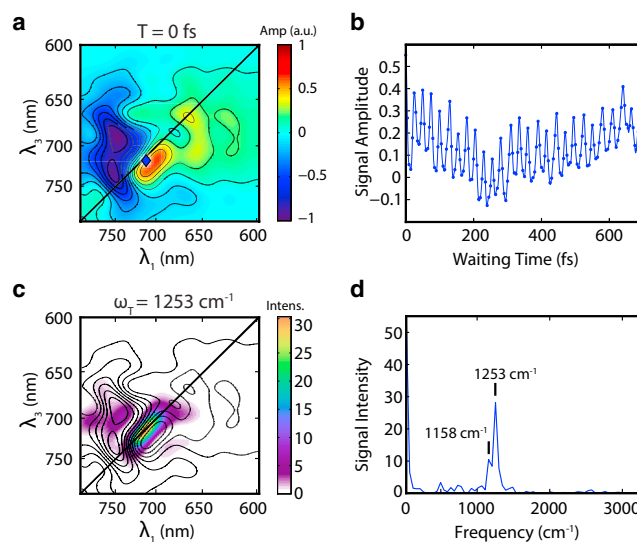 a
T = 0 fs
Amp (a.u.)
600
650
700
750
λ3 (nm)
750 700 650 600
λ1 (nm)
1
0.5
0
−0.5
−1
b
0.5
0.4
0.3
0.2
0.1
0
−0.1
Signal Amplitude
0 200 400 600
Waiting Time (fs)
c
ωT = 1253 cm-1
Intens.
600
650
700
750
λ3 (nm)
750 700 650 600
λ1 (nm)
30
25
20
15
10
5
0
d
50
40
30
20
10
0
Signal Intensity
1253 cm-1
1158 cm-1
0 1000 2000 3000
Frequency (cm-1)